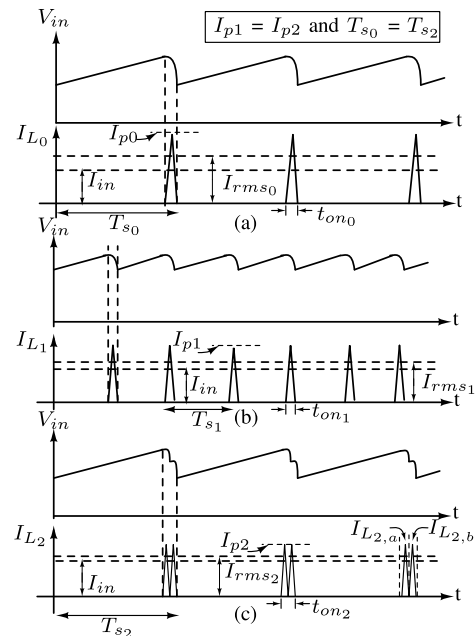 V_in
I_p1 = I_p2 and T_s0 = T_s2
t
I_L0
I_p0
I_in
I_rms0
t
T_s0
(a)
t_on0
V_in
t
I_L1
I_p1
I_in
I_rms1
t
T_s1
(b)
t_on1
V_in
t
I_L2
I_p2
I_L2,a
I_L2,b
I_in
I_rms2
t
T_s2
(c)
t_on2